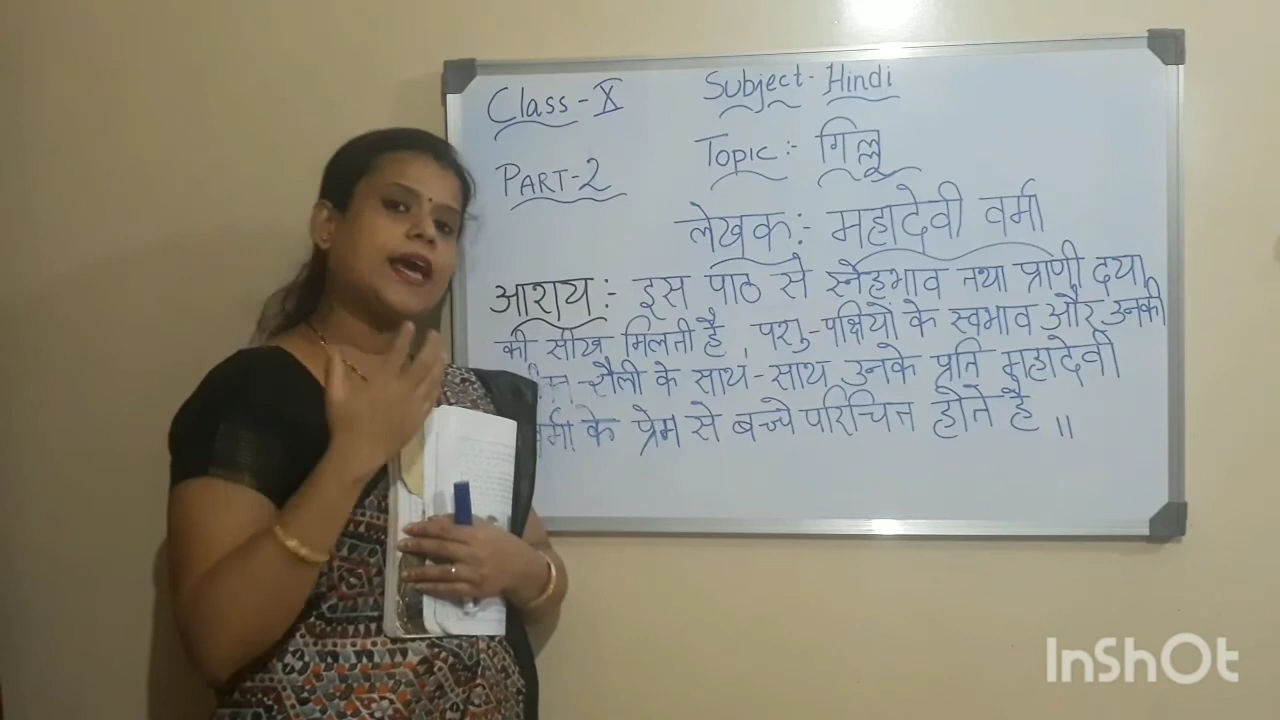 Class - X
Subject - Hindi
PART-2
Topic :- गिल्लू
लेखक :- महादेवी वर्मा
आशय :- इस पाठ से स्नेहभाव तथा प्राणी दया
की सीख मिलती है, पशु-पक्षियों के स्वभाव और उनकी
शैली के साथ-साथ उनके प्रति महादेवी
वर्मा के प्रेम से बच्चे परिचित होते है ॥
InShOt